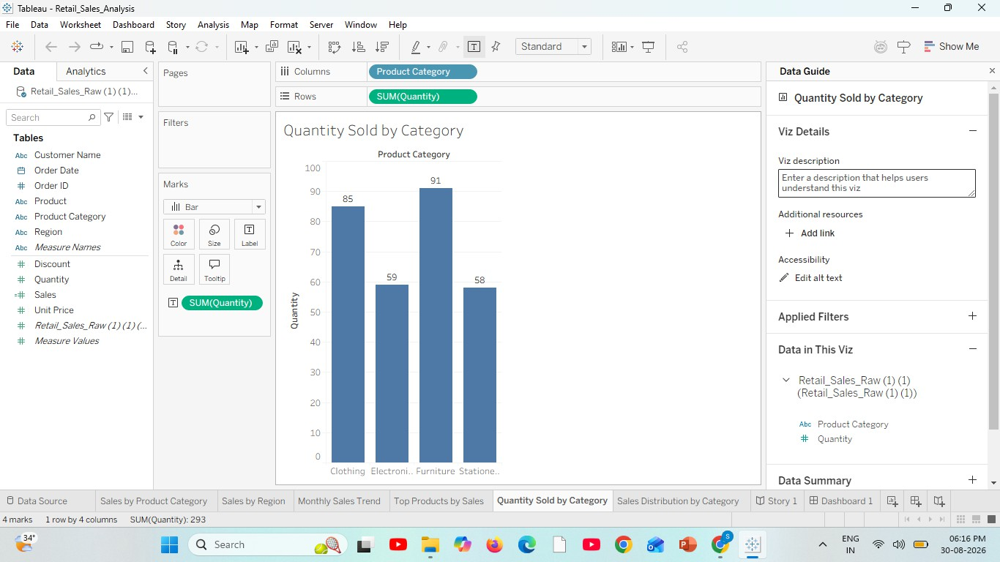 Tableau - Retail_Sales_Analysis
File Data Worksheet Dashboard Story Analysis Map Format Server Window Help
Standard
Show Me
Data Analytics
Retail_Sales_Raw (1) (1)...
Search
Tables
Abc Customer Name
Order Date
# Order ID
Abc Product
Abc Product Category
Abc Region
Abc Measure Names
# Discount
# Quantity
=# Sales
# Unit Price
# Retail_Sales_Raw (1) (1) (...
# Measure Values
Pages
Filters
Marks
Bar
Color Size Label
Detail Tooltip
SUM(Quantity)
Columns Product Category
Rows SUM(Quantity)
Quantity Sold by Category
Product Category
Quantity
100
90
80
70
60
50
40
30
20
10
0
85
59
91
58
Clothing Electroni.. Furniture Statione..
Data Guide
Quantity Sold by Category
Viz Details
Viz description
Enter a description that helps users
understand this viz
Additional resources
Add link
Accessibility
Edit alt text
Applied Filters
Data in This Viz
Retail_Sales_Raw (1) (1)
(Retail_Sales_Raw (1) (1))
Abc Product Category
# Quantity
Data Summary
Data Source Sales by Product Category Sales by Region Monthly Sales Trend Top Products by Sales Quantity Sold by Category Sales Distribution by Category Story 1 Dashboard 1
4 marks 1 row by 4 columns SUM(Quantity): 293
34°
Search
S
ENG
IN
06:16 PM
30-08-2026